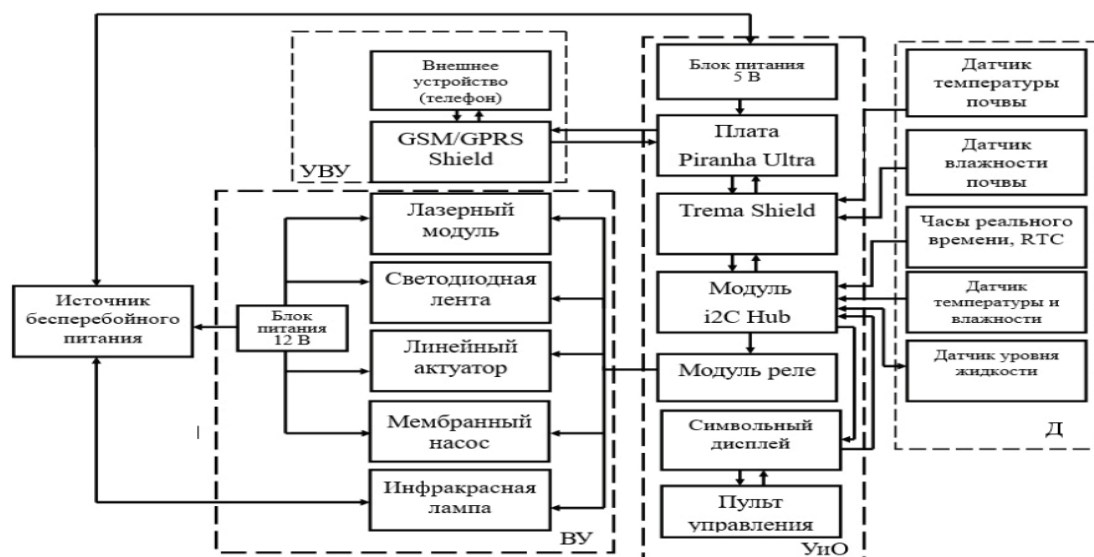 Внешнее
устройство
(телефон)
GSM/GPRS
Shield
УВУ
Блок питания
5 В
Плата
Piranha Ultra
Trema Shield
Модуль
i2C Hub
Модуль реле
Символьный
дисплей
Пульт
управления
УиО
Датчик
температуры
почвы
Датчик
влажности
почвы
Часы реального
времени, RTC
Датчик
температуры и
влажности
Датчик уровня
жидкости
Д
Лазерный
модуль
Светодиодная
лента
Линейный
актуатор
Мембранный
насос
Инфракрасная
лампа
ВУ
Блок
питания
12 В
Источник
бесперебойного
питания